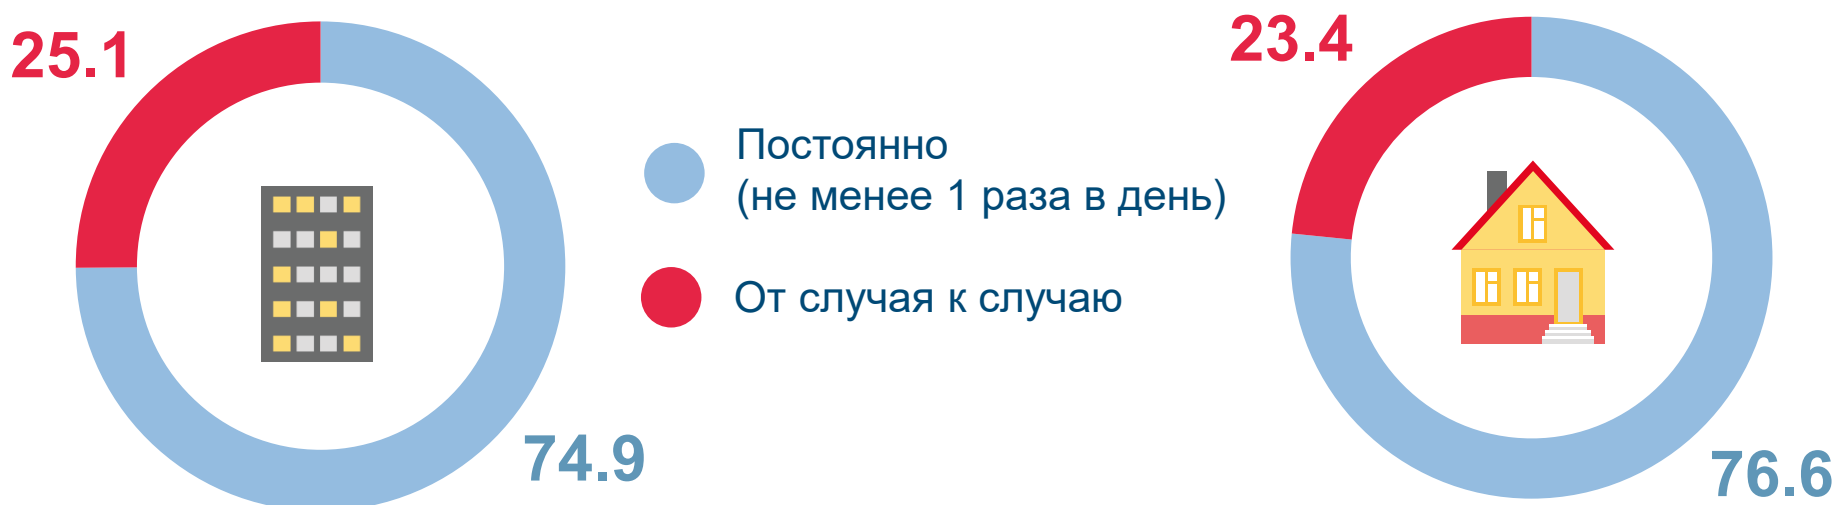 25.1
74.9
Постоянно
(не менее 1 раза в день)
От случая к случаю
23.4
76.6